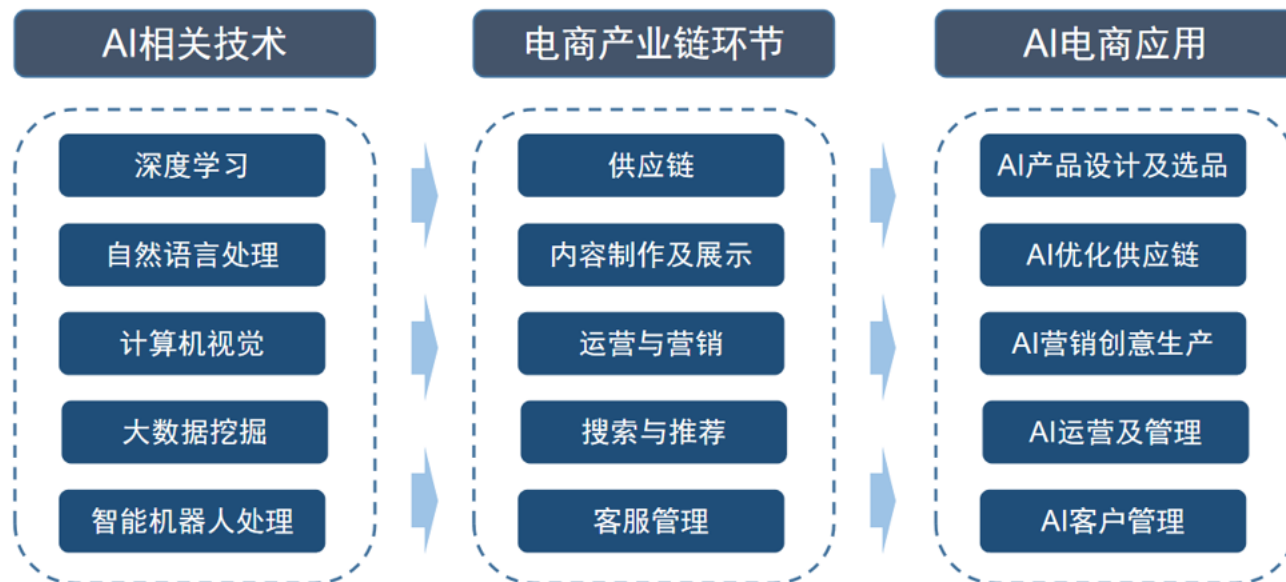 AI相关技术
电商产业链环节
AI电商应用
深度学习
供应链
AI产品设计及选品
自然语言处理
内容制作及展示
AI优化供应链
计算机视觉
运营与营销
AI营销创意生产
大数据挖掘
搜索与推荐
AI运营及管理
智能机器人处理
客服管理
AI客户管理